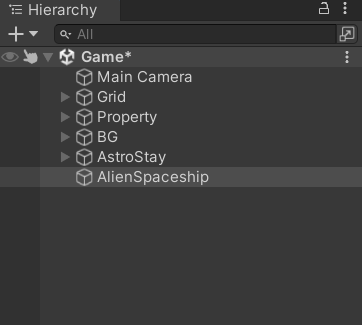 Hierarchy
All
Game*
Main Camera
Grid
Property
BG
AstroStay
AlienSpaceship